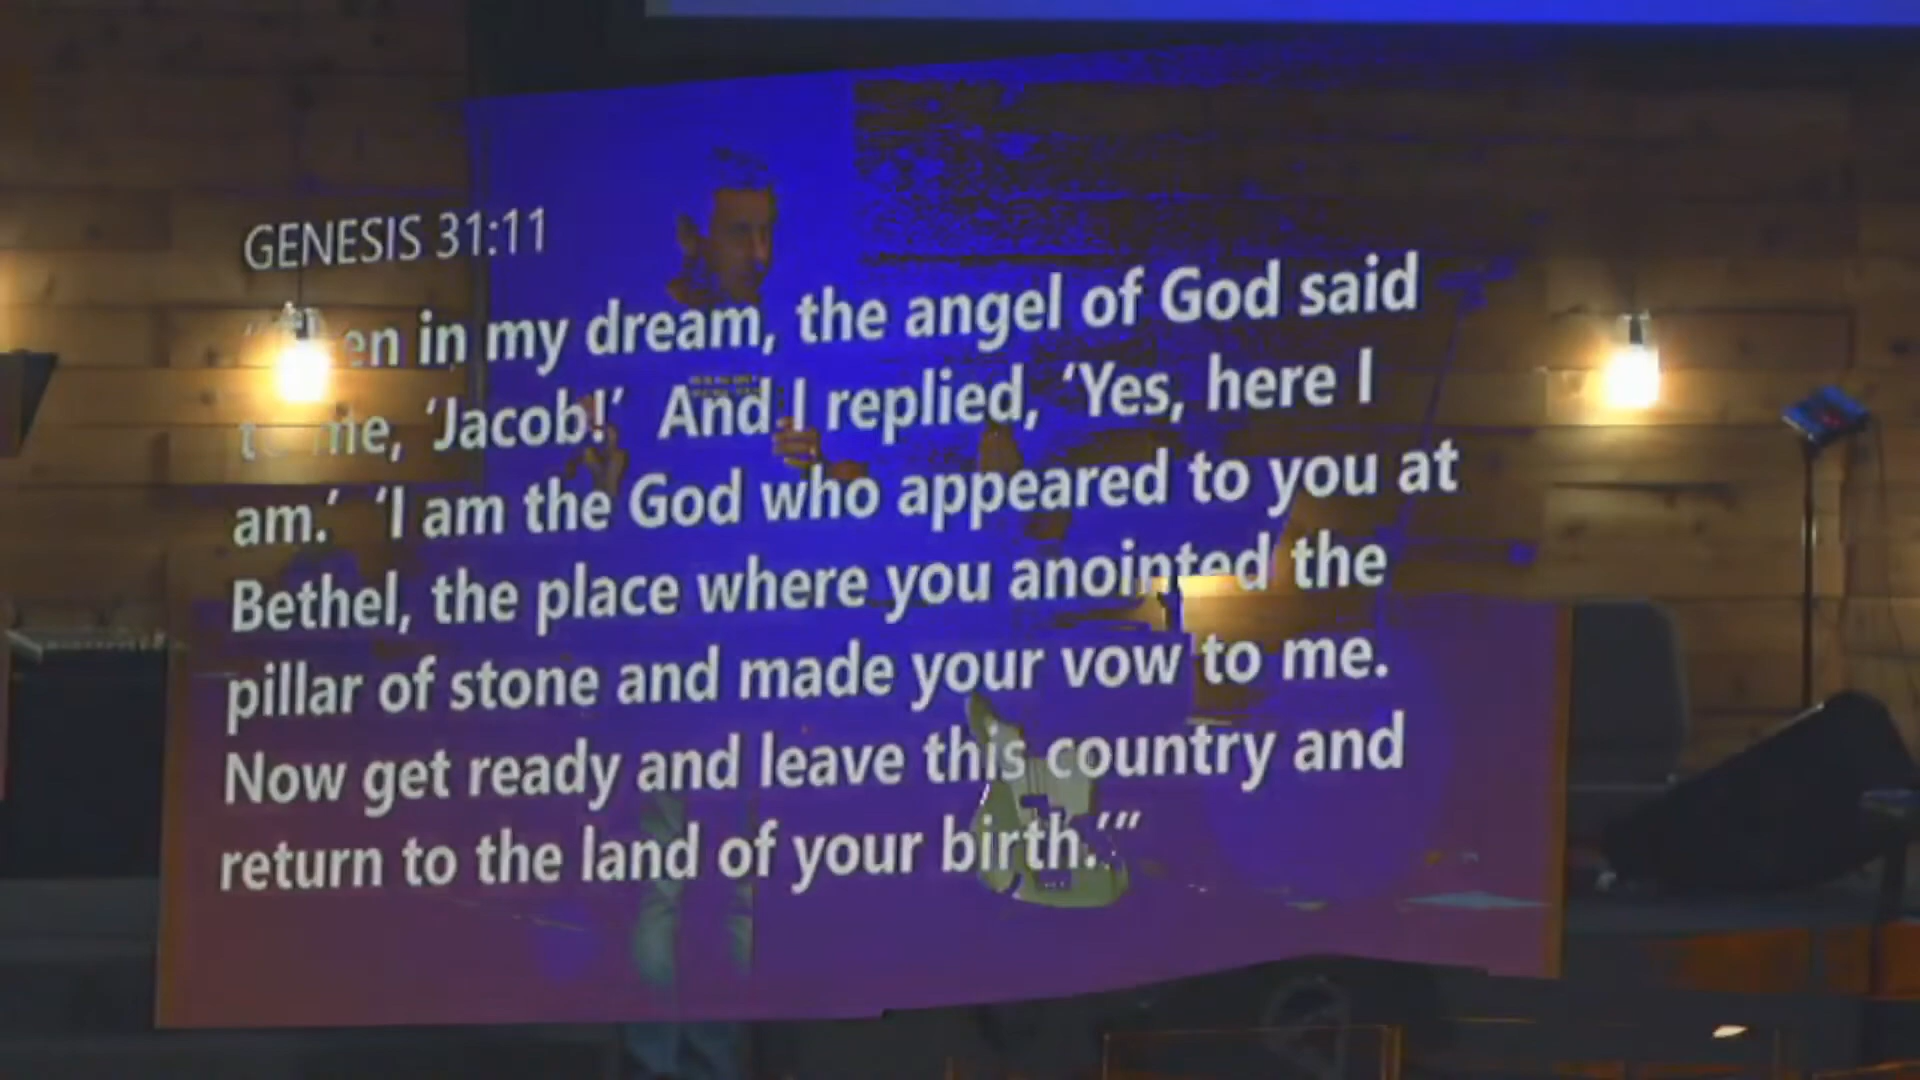 GENESIS 31:11
in my dream, the angel of God said
me, ‘Jacob!’ And I replied, ‘Yes, here I
am.’ ‘I am the God who appeared to you at
Bethel, the place where you anointed the
pillar of stone and made your vow to me.
Now get ready and leave this country and
return to the land of your birth.’”